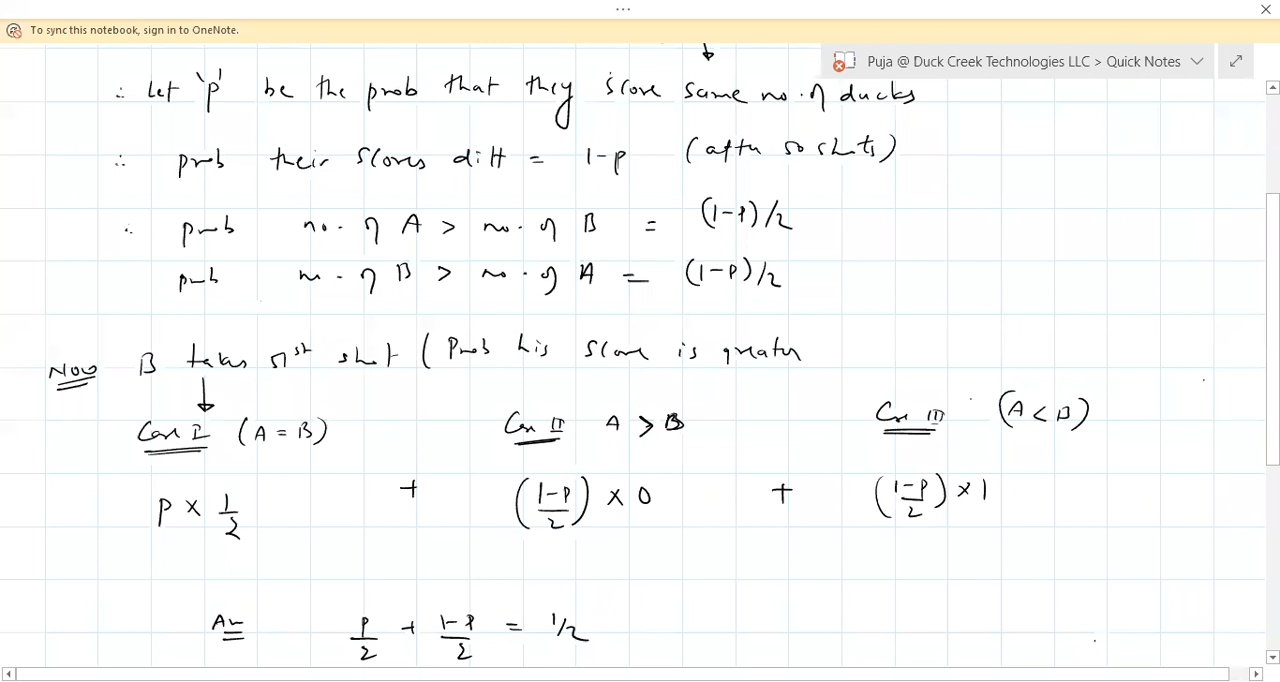 To sync this notebook, sign in to OneNote.
Puja @ Duck Creek Technologies LLC > Quick Notes
∴ Let 'p' be the prob that they score same no. of ducks
∴ prob their scores diff = 1-p (after 50 shots)
∴ prob no. of A > no. of B = (1-p)/2
prob no. of B > no. of A = (1-p)/2
Now B takes 51st shot (Prob his score is greater
Case I (A = B) Case II A > B Case III (A < B)
p × 1/2 + (1-p/2) × 0 + (1-p/2) × 1
An p/2 + 1-p/2 = 1/2